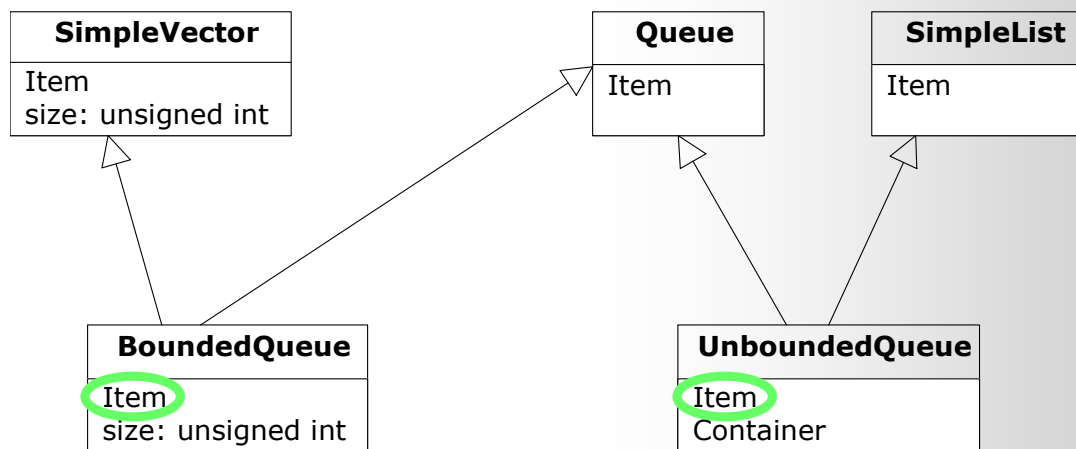 SimpleVector
Item
size: unsigned int
Queue
Item
SimpleList
Item
BoundedQueue
Item
size: unsigned int
UnboundedQueue
Item
Container